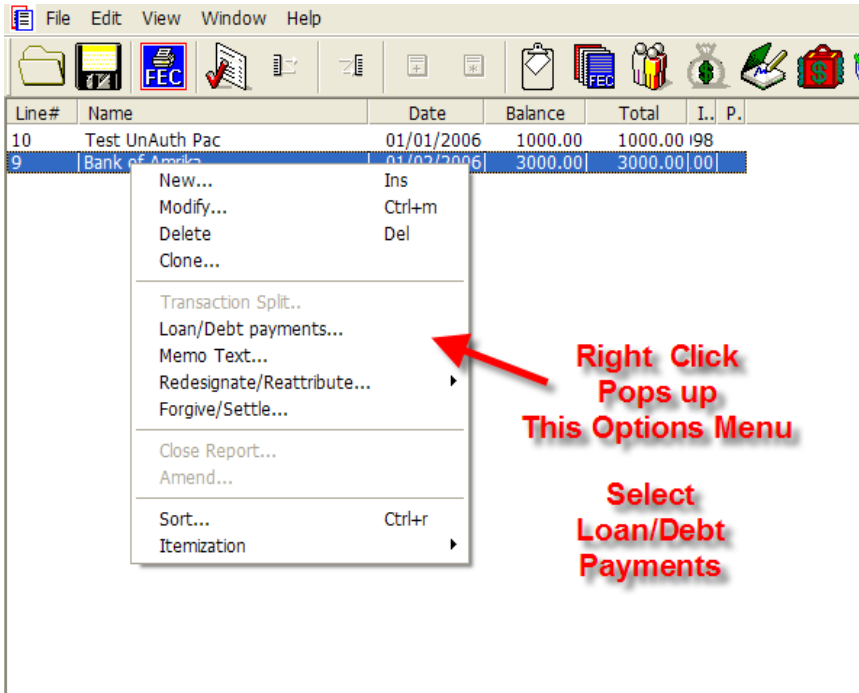 File Edit View Window Help
FEC
FEC
Line# Name Date Balance Total I.. P.
10 Test UnAuth Pac 01/01/2006 1000.00 1000.00 98
9 Bank of Amrika 01/02/2006 3000.00 3000.00 .00
New... Ins
Modify... Ctrl+m
Delete Del
Clone...
Transaction Split..
Loan/Debt payments...
Memo Text...
Redesignate/Reattribute...
Forgive/Settle...
Close Report...
Amend...
Sort... Ctrl+r
Itemization
Right Click
Pops up
This Options Menu
Select
Loan/Debt
Payments